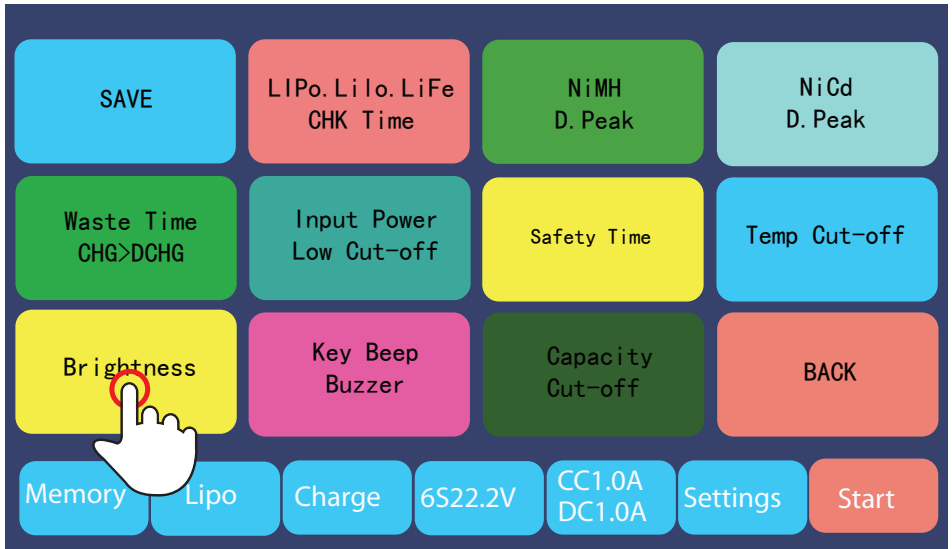 SAVE
LIPo.LiIo.LiFe
CHK Time
NiMH
D.Peak
NiCd
D.Peak
Waste Time
CHG>DCHG
Input Power
Low Cut-off
Safety Time
Temp Cut-off
Brightness
Key Beep
Buzzer
Capacity
Cut-off
BACK
Memory
Lipo
Charge
6S22.2V
CC1.0A
DC1.0A
Settings
Start